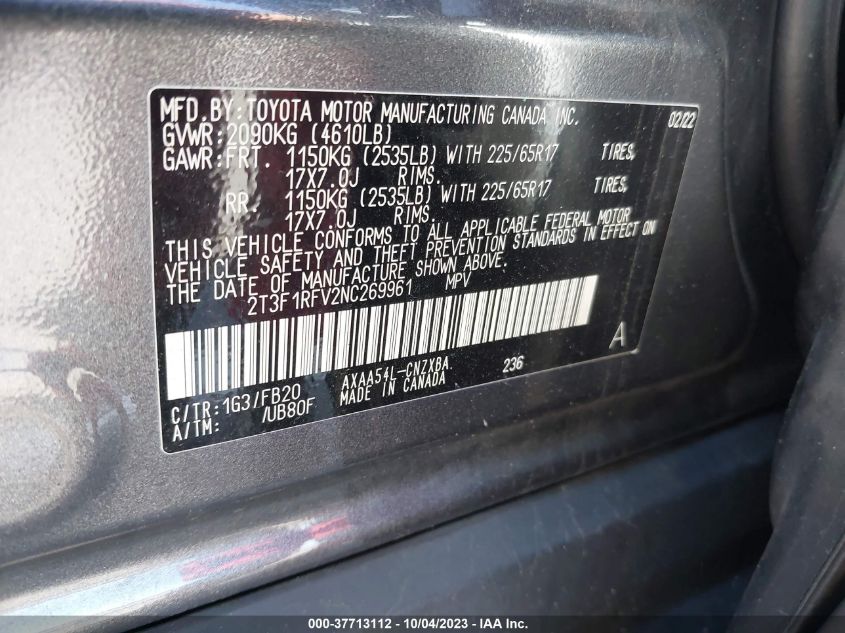 MFD.BY:TOYOTA MOTOR MANUFACTURING CANADA INC. 02/22
GVWR:2090KG (4610LB)
GAWR:FRT. 1150KG (2535LB) WITH 225/65R17 TIRES,
17X7.0J RIMS.
RR. 1150KG (2535LB) WITH 225/65R17 TIRES,
17X7.0J RIMS.
THIS VEHICLE CONFORMS TO ALL APPLICABLE FEDERAL MOTOR
VEHICLE SAFETY AND THEFT PREVENTION STANDARDS IN EFFECT ON
THE DATE OF MANUFACTURE SHOWN ABOVE.
2T3F1RFV2NC269961 MPV
A
C/TR:1G3/FB20 AXAA54L-CNZXBA 236
A/TM: /UB80F MADE IN CANADA
000-37713112 - 10/04/2023 - IAA Inc.